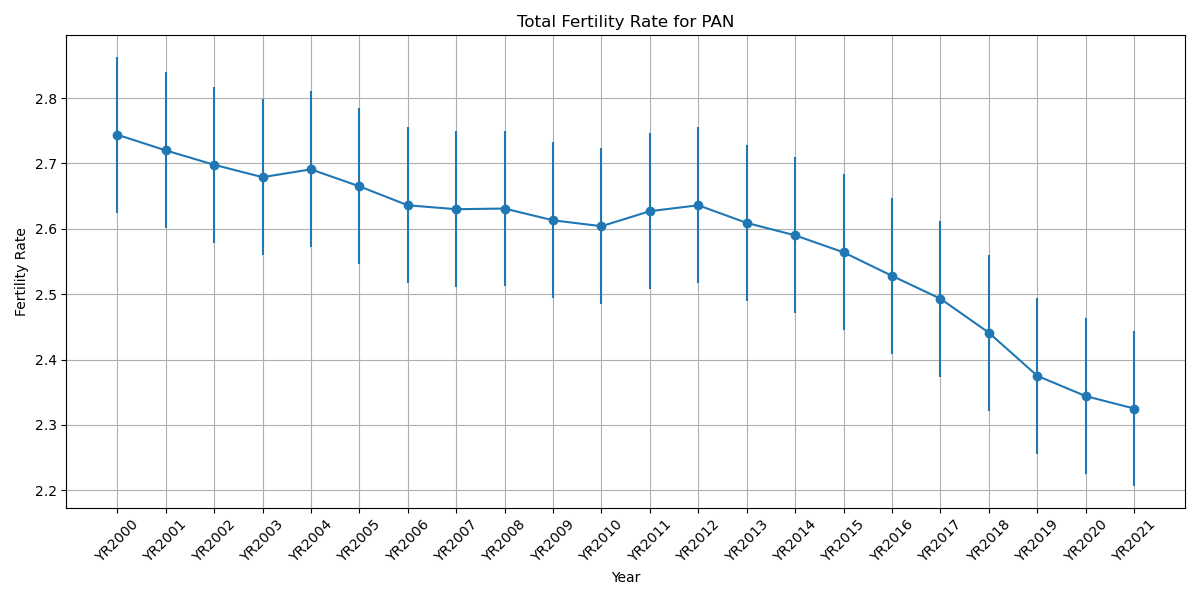 Total Fertility Rate for PAN
Fertility Rate
2.8
2.7
2.6
2.5
2.4
2.3
2.2
YR2000
YR2001
YR2002
YR2003
YR2004
YR2005
YR2006
YR2007
YR2008
YR2009
YR2010
YR2011
YR2012
YR2013
YR2014
YR2015
YR2016
YR2017
YR2018
YR2019
YR2020
YR2021
Year